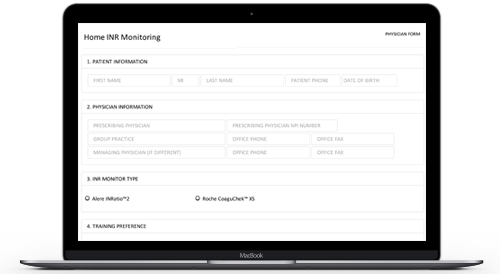 Home INR Monitoring
PHYSICIAN FORM
1. PATIENT INFORMATION
FIRST NAME MI LAST NAME PATIENT PHONE DATE OF BIRTH
2. PHYSICIAN INFORMATION
PRESCRIBING PHYSICIAN PRESCRIBING PHYSICIAN NPI NUMBER
GROUP PRACTICE OFFICE PHONE OFFICE FAX
MANAGING PHYSICIAN (IF DIFFERENT) OFFICE PHONE OFFICE FAX
3. INR MONITOR TYPE
Alere INRatio™2 Roche CoaguChek™ XS
4. TRAINING PREFERENCE
MacBook